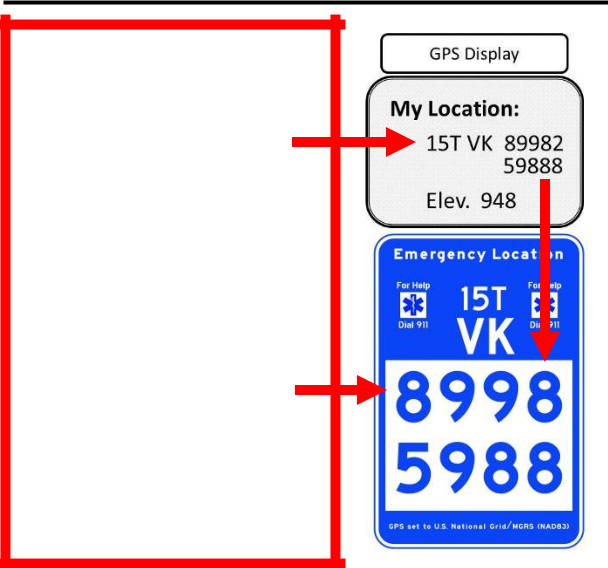 GPS Display
My Location:
15T VK 89982
59888
Elev. 948
Emergency Location
For Help For Help
15T
Dial 911 Dial 911
VK
8998
5988
GPS set to U.S. National Grid/MGRS (NAD83)